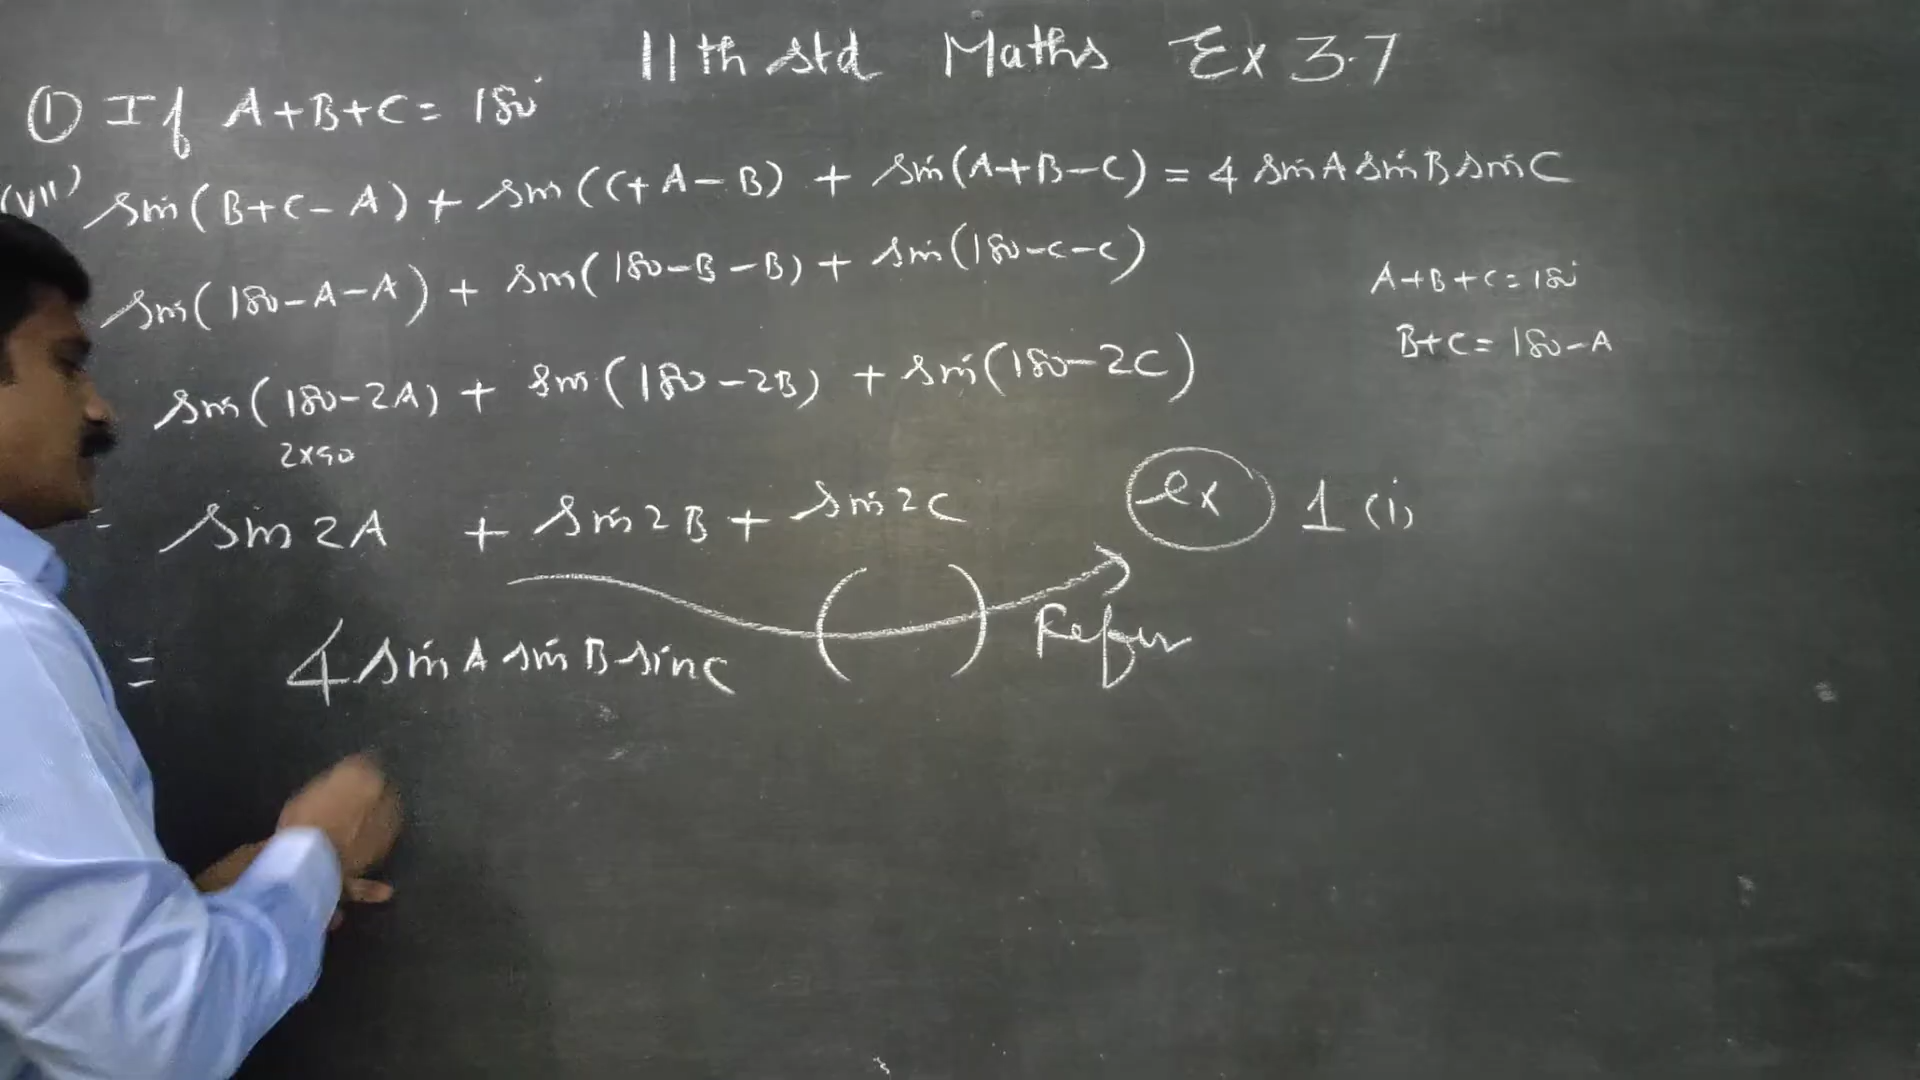 11th std Maths Ex 3.7
① If A+B+C= 180°
(VII) sin(B+C-A) + sin(C+A-B) + sin(A+B-C) = 4 sinA sinB sinC
sin(180-A-A) + sin(180-B-B) + sin(180-C-C)
A+B+C=180°
B+C= 180-A
sin(180-2A) + sin(180-2B) + sin(180-2C)
2×90
= sin2A + sin2B + sin2C
ex 1 (i)
= 4 sinA sinB sinC ( ) Refer